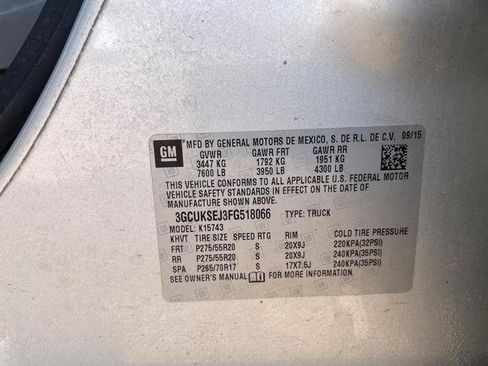 GM
MFD BY GENERAL MOTORS DE MEXICO, S. DE R.L. DE C.V. 09/15
GVWR GAWR FRT GAWR RR
3447 KG 1792 KG 1951 KG
7600 LB 3950 LB 4300 LB
THIS VEHICLE CONFORMS TO ALL APPLICABLE U.S. FEDERAL MOTOR
VEHICLE SAFETY STANDARDS IN EFFECT ON THE DATE OF
MANUFACTURE SHOWN ABOVE.
3GCUKSEJ3FG518066 TYPE: TRUCK
MODEL: K15743
KHVT TIRE SIZE SPEED RTG RIM COLD TIRE PRESSURE
FRT P275/55R20 S 20X9J 220KPA(32PSI)
RR P275/55R20 S 20X9J 240KPA(35PSI)
SPA P265/70R17 S 17X7.5J 240KPA(35PSI)
SEE OWNER'S MANUAL FOR MORE INFORMATION.